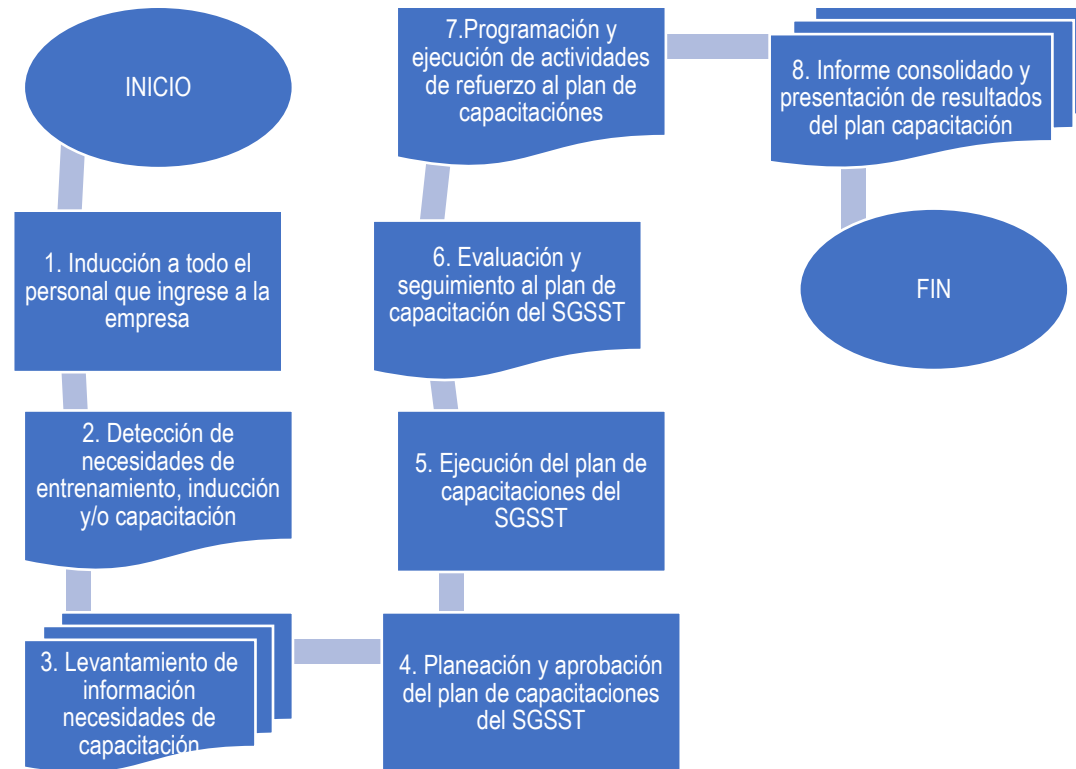 INICIO
1. Inducción a todo el
personal que ingrese a la
empresa
2. Detección de
necesidades de
entrenamiento, inducción
y/o capacitación
3. Levantamiento de
información
necesidades de
capacitación
4. Planeación y aprobación
del plan de capacitaciones
del SGSST
5. Ejecución del plan de
capacitaciones del
SGSST
6. Evaluación y
seguimiento al plan de
capacitación del SGSST
7.Programación y
ejecución de actividades
de refuerzo al plan de
capacitaciónes
8. Informe consolidado y
presentación de resultados
del plan capacitación
FIN